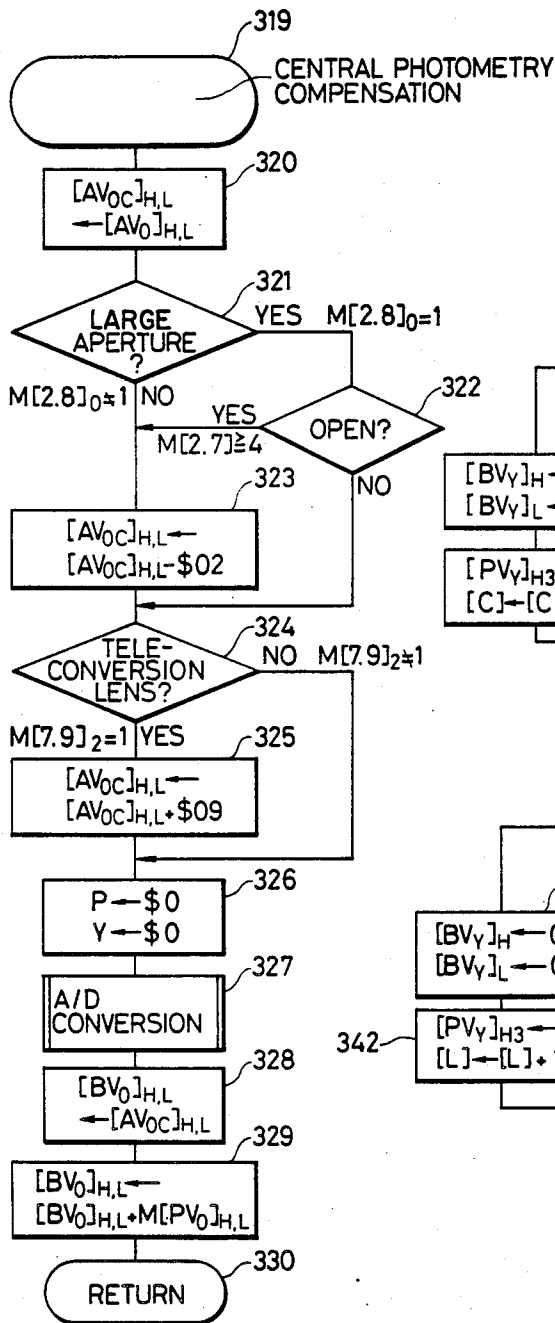 319
CENTRAL PHOTOMETRY
COMPENSATION
320
[AV0C]H,L
←[AV0]H,L
321
LARGE
APERTURE
?
YES M[2.8]0=1
M[2.8]0≒1 NO
322
OPEN?
YES
M[2.7]≧4
NO
323
[AV0C]H,L←
[AV0C]H,L-$02
324
TELE-
CONVERSION
LENS?
NO M[7.9]2≒1
M[7.9]2=1 YES
325
[AV0C]H,L←
[AV0C]H,L+$09
326
P←$0
Y←$0
327
A/D
CONVERSION
328
[BV0]H,L
←[AV0C]H,L
329
[BV0]H,L←
[BV0]H,L+M[PV0]H,L
330
RETURN
[BVY]H←
[BVY]L←
[PVY]H3
[C]←[C
[BVY]H←
[BVY]L←
342
[PVY]H3←
[L]←[L]+